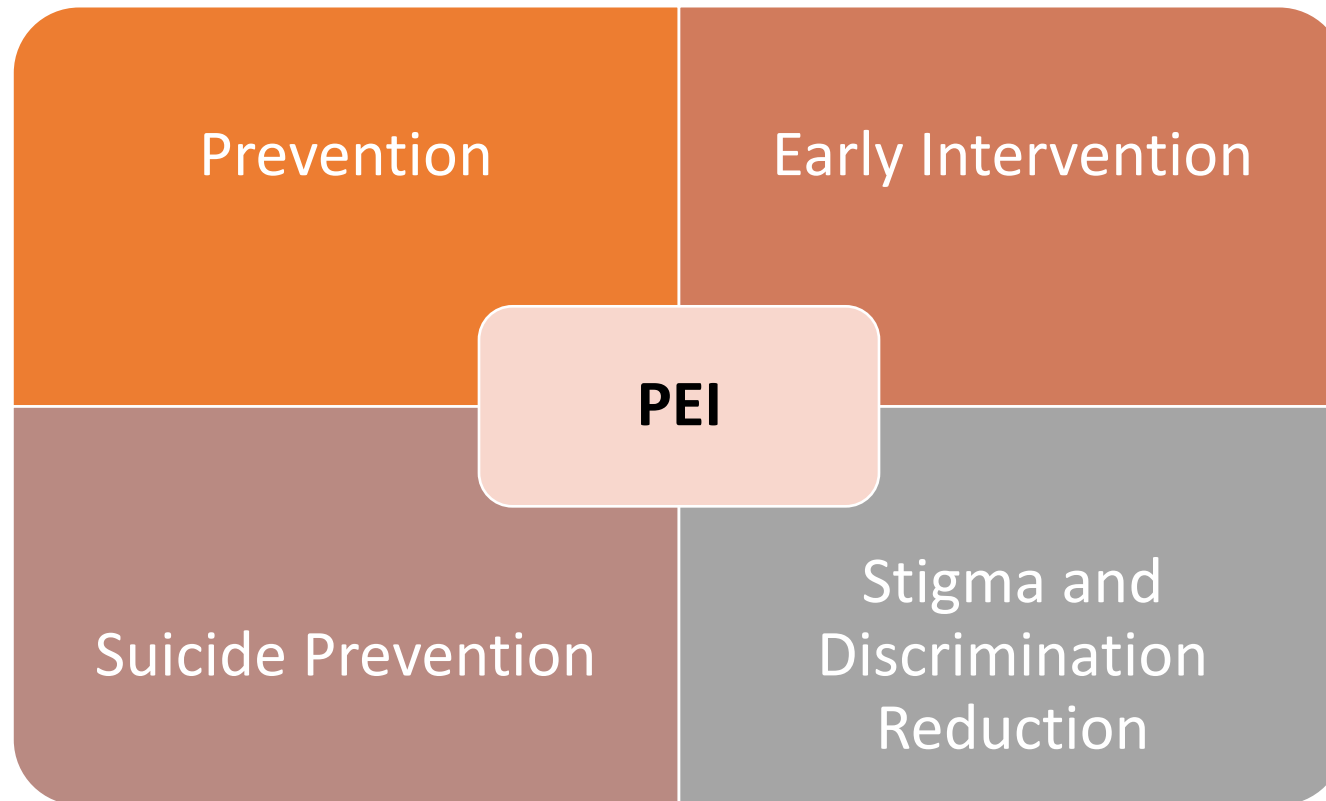 Prevention
Early Intervention
PEI
Suicide Prevention
Stigma and
Discrimination
Reduction